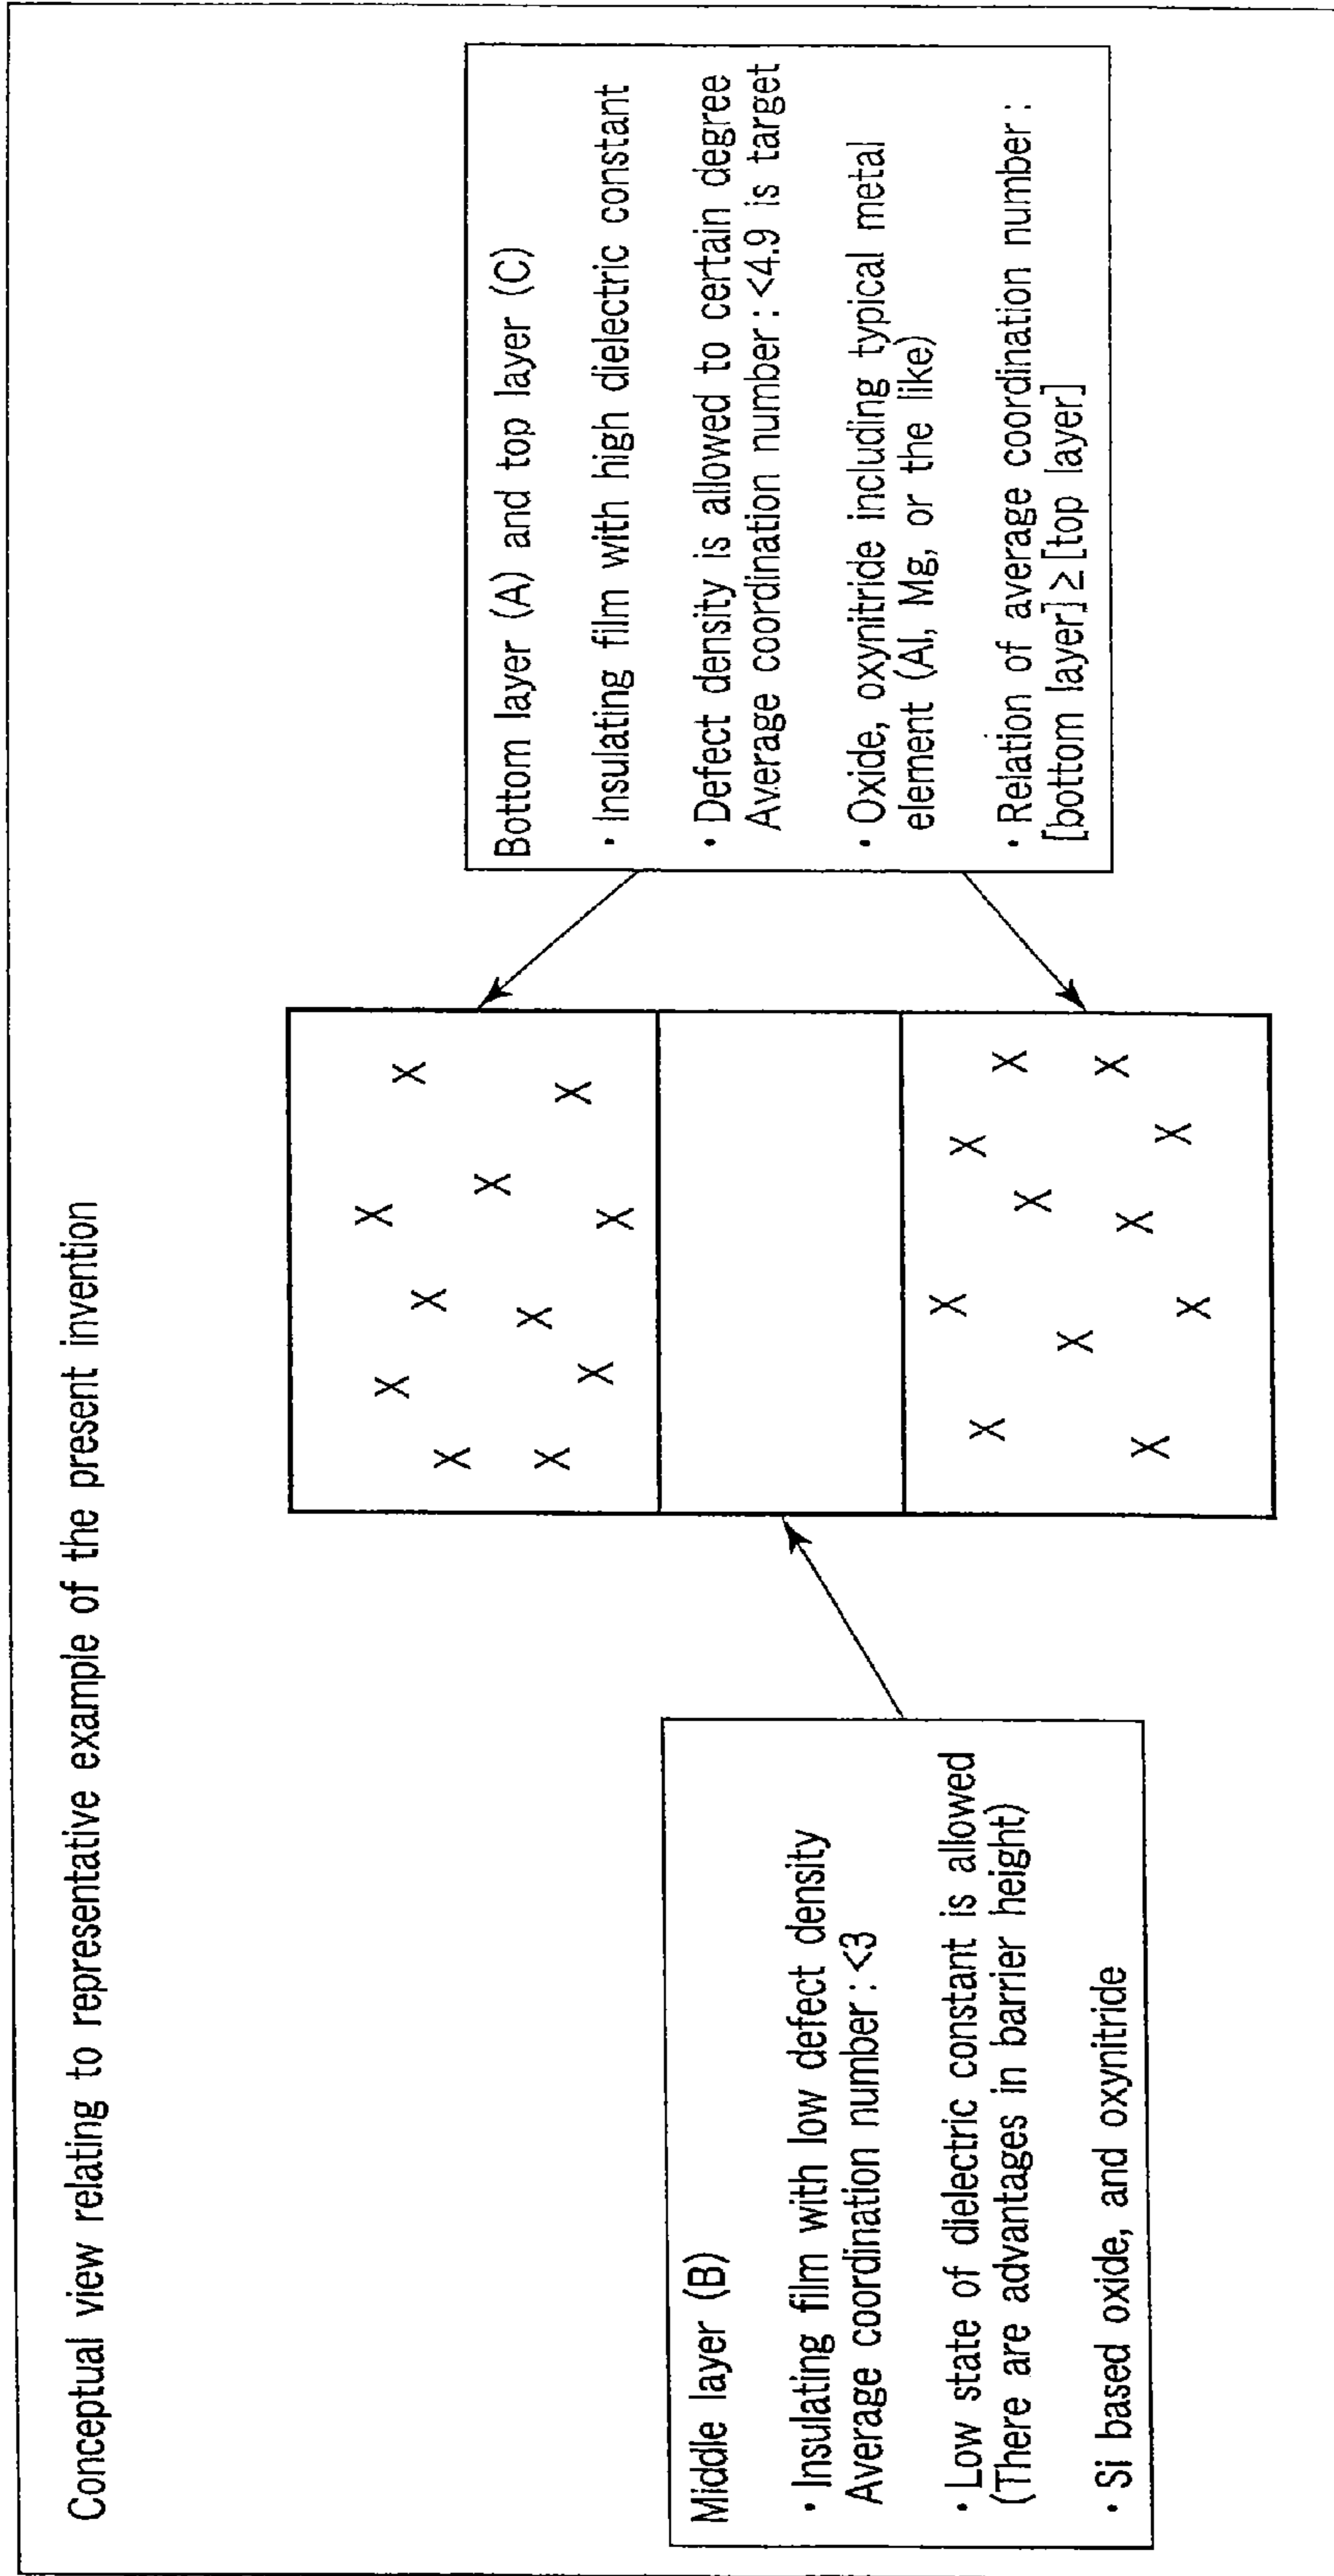 Conceptual view relating to representative example of the present invention
Middle layer (B)
・Insulating film with low defect density
Average coordination number : <3
・Low state of dielectric constant is allowed
(There are advantages in barrier height)
・Si based oxide, and oxynitride
Bottom layer (A) and top layer (C)
・Insulating film with high dielectric constant
・Defect density is allowed to certain degree
Average coordination number : <4.9 is target
・Oxide, oxynitride including typical metal
element (Al, Mg, or the like)
・Relation of average coordination number :
[bottom layer] ≥ [top layer]